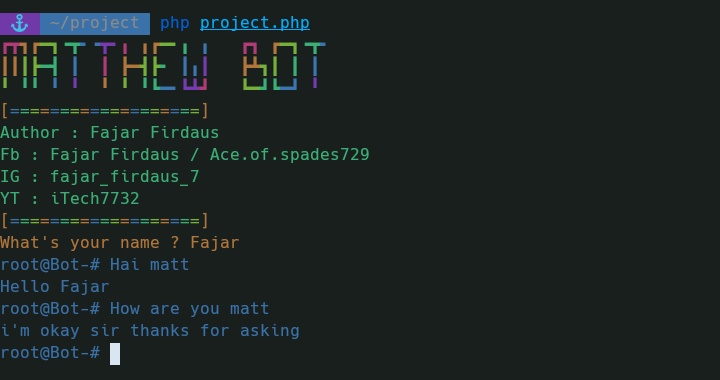 ~/project php project.php
MATTHEW BOT
[===================]
Author : Fajar Firdaus
Fb : Fajar Firdaus / Ace.of.spades729
IG : fajar_firdaus_7
YT : iTech7732
[===================]
What's your name ? Fajar
root@Bot~# Hai matt
Hello Fajar
root@Bot~# How are you matt
i'm okay sir thanks for asking
root@Bot~#